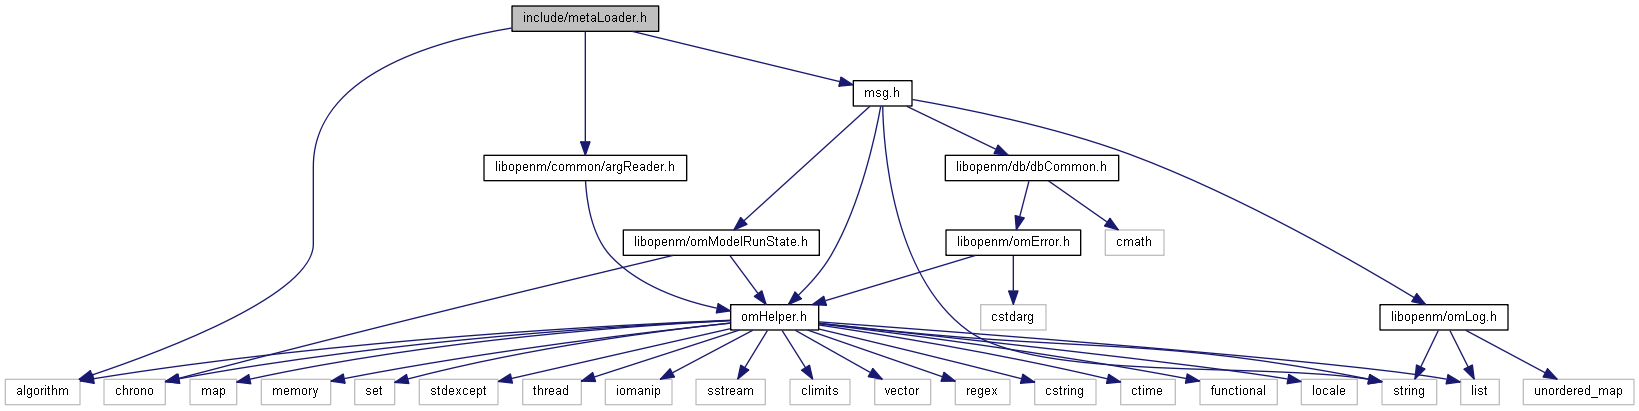 include/metaLoader.h
msg.h
libopenm/common/argReader.h
libopenm/db/dbCommon.h
libopenm/omModelRunState.h
libopenm/omError.h
cmath
omHelper.h
cstdarg
libopenm/omLog.h
algorithm
chrono
map
memory
set
stdexcept
thread
iomanip
sstream
climits
vector
regex
cstring
ctime
functional
locale
string
list
unordered_map